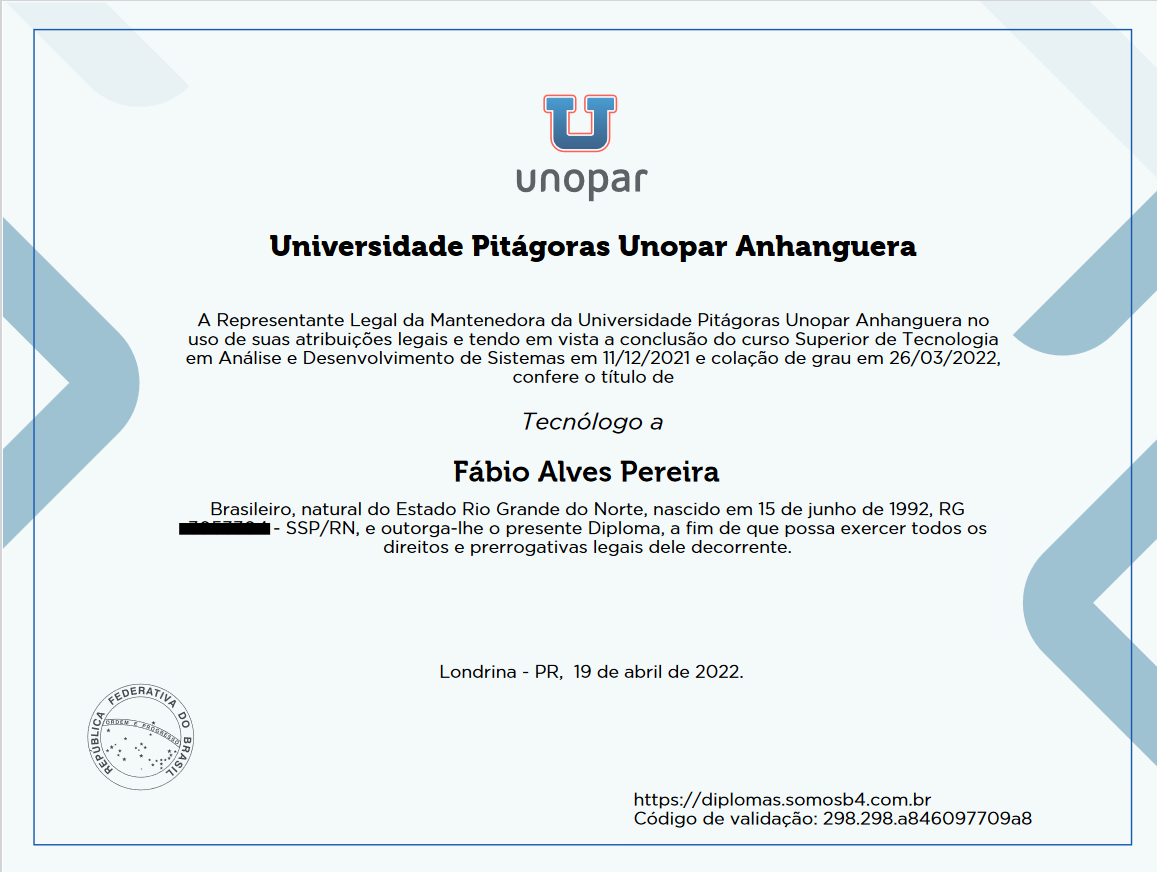 unopar
Universidade Pitágoras Unopar Anhanguera
A Representante Legal da Mantenedora da Universidade Pitágoras Unopar Anhanguera no
uso de suas atribuições legais e tendo em vista a conclusão do curso Superior de Tecnologia
em Análise e Desenvolvimento de Sistemas em 11/12/2021 e colação de grau em 26/03/2022,
confere o título de
Tecnólogo a
Fábio Alves Pereira
Brasileiro, natural do Estado Rio Grande do Norte, nascido em 15 de junho de 1992, RG
- SSP/RN, e outorga-lhe o presente Diploma, a fim de que possa exercer todos os
direitos e prerrogativas legais dele decorrente.
Londrina - PR, 19 de abril de 2022.
REPÚBLICA FEDERATIVA DO BRASIL
ORDEM E PROGRESSO
https://diplomas.somosb4.com.br
Código de validação: 298.298.a846097709a8